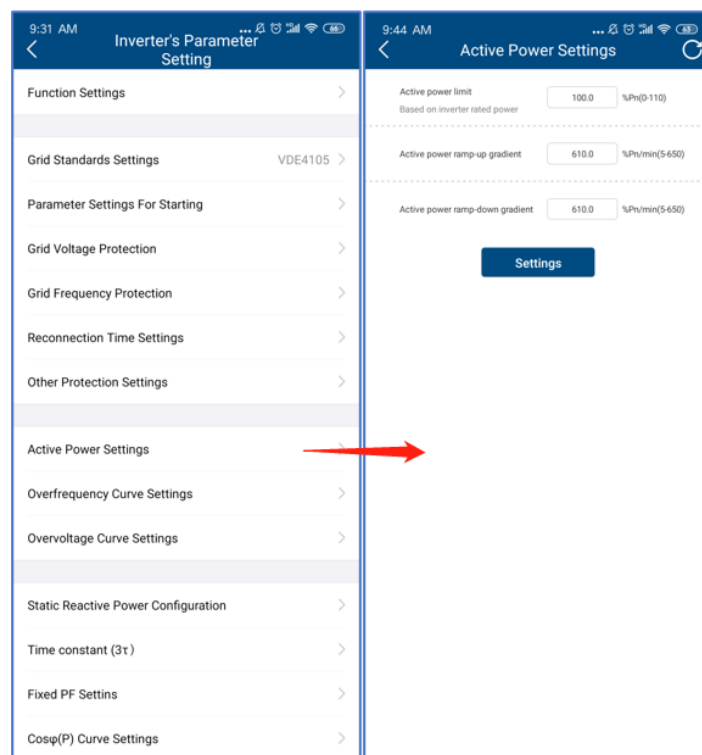 9:31 AM
Inverter's Parameter
Setting
Function Settings
Grid Standards Settings VDE4105
Parameter Settings For Starting
Grid Voltage Protection
Grid Frequency Protection
Reconnection Time Settings
Other Protection Settings
Active Power Settings
Overfrequency Curve Settings
Overvoltage Curve Settings
Static Reactive Power Configuration
Time constant (3τ)
Fixed PF Settins
Cosφ(P) Curve Settings
9:44 AM
Active Power Settings
Active power limit 100.0 %Pn(0-110)
Based on inverter rated power
Active power ramp-up gradient 610.0 %Pn/min(5-650)
Active power ramp-down gradient 610.0 %Pn/min(5-650)
Settings